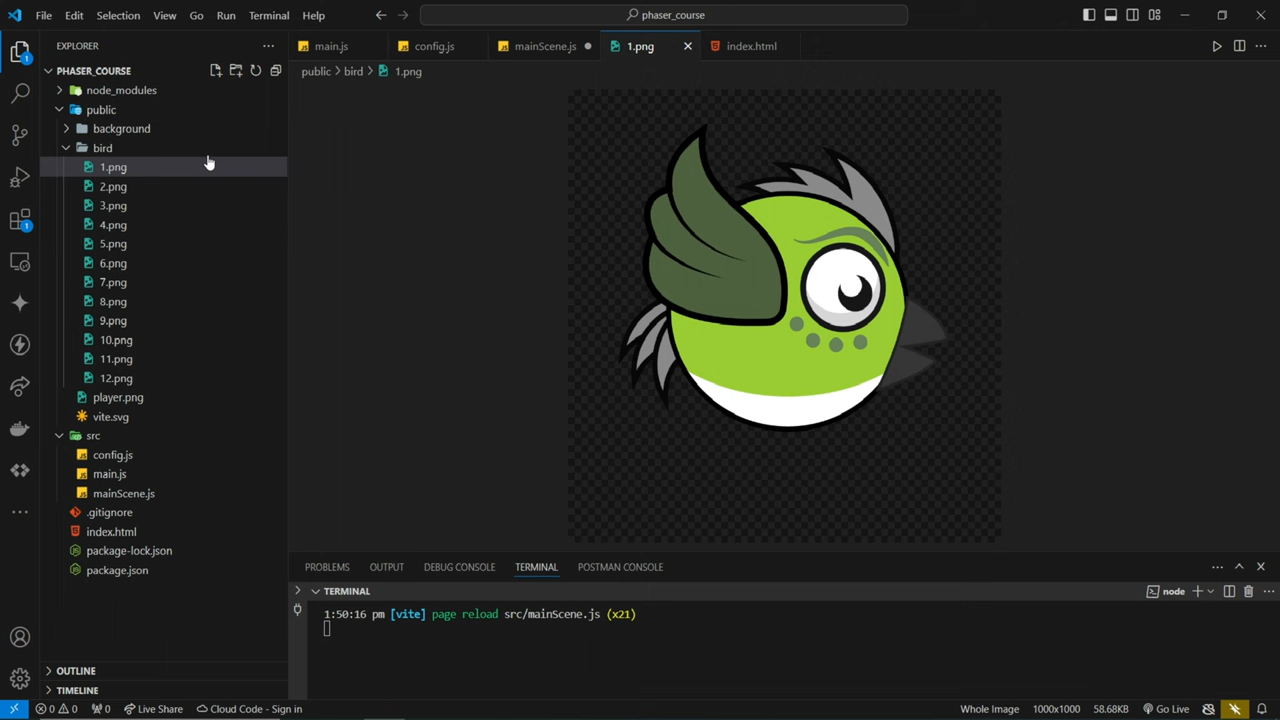 File Edit Selection View Go Run Terminal Help
phaser_course
EXPLORER
main.js
config.js
mainScene.js
1.png
index.html
PHASER_COURSE
public
bird
1.png
node_modules
public
background
bird
1.png
2.png
3.png
4.png
5.png
6.png
7.png
8.png
9.png
10.png
11.png
12.png
player.png
vite.svg
src
config.js
main.js
mainScene.js
.gitignore
index.html
package-lock.json
package.json
PROBLEMS OUTPUT DEBUG CONSOLE TERMINAL POSTMAN CONSOLE
TERMINAL
node
1:50:16 pm [vite] page reload src/mainScene.js (x21)
OUTLINE
TIMELINE
0 0 0 Live Share Cloud Code - Sign in Whole Image 1000x1000 58.68KB Go Live
1
1